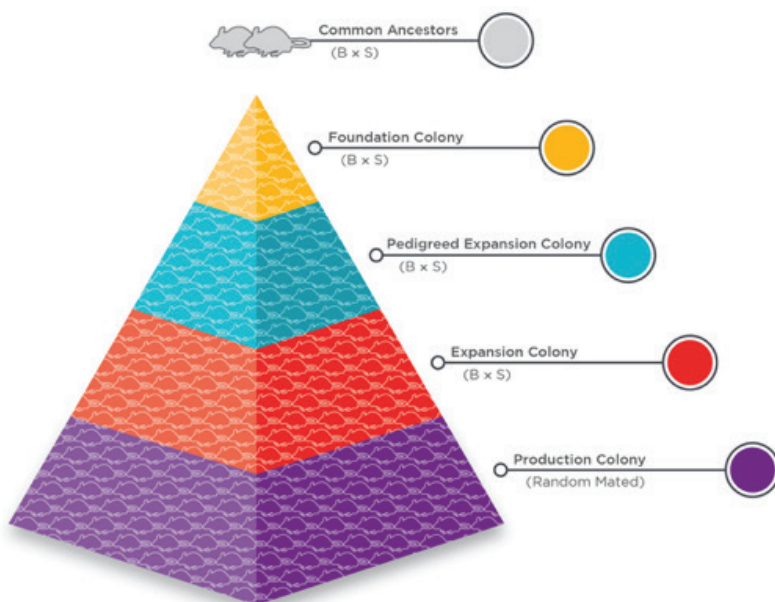 Common Ancestors
(B x S)
Foundation Colony
(B x S)
Pedigreed Expansion Colony
(B x S)
Expansion Colony
(B x S)
Production Colony
(Random Mated)